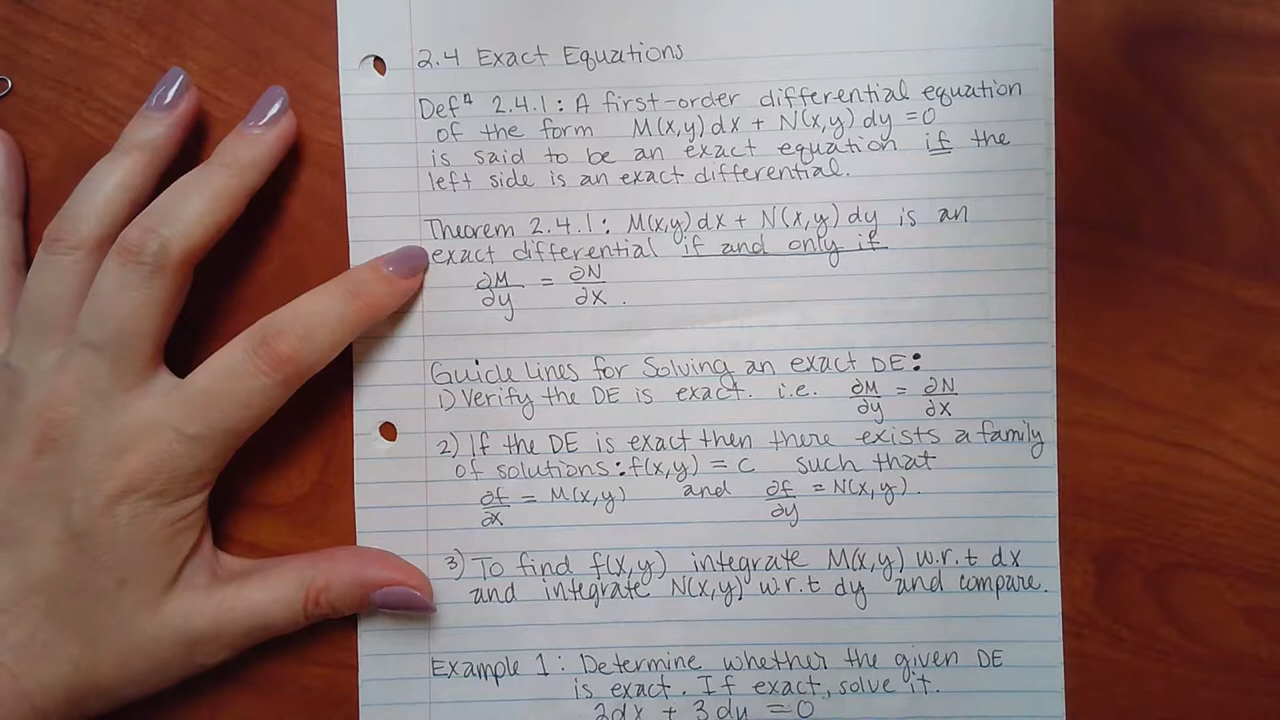 2.4 Exact Equations
Defⁿ 2.4.1: A first-order differential equation
of the form M(x,y) dx + N(x,y) dy = 0
is said to be an exact equation if the
left side is an exact differential.
Theorem 2.4.1: M(x,y) dx + N(x,y) dy is an
exact differential if and only if
∂M/∂y = ∂N/∂x.
Guidelines for Solving an exact DE:
1) Verify the DE is exact. i.e. ∂M/∂y = ∂N/∂x
2) If the DE is exact then there exists a family
of solutions: f(x,y) = c such that
∂f/∂x = M(x,y) and ∂f/∂y = N(x,y).
3) To find f(x,y) integrate M(x,y) w.r.t dx
and integrate N(x,y) w.r.t dy and compare.
Example 1: Determine whether the given DE
is exact. If exact, solve it.
2dx + 3dy = 0